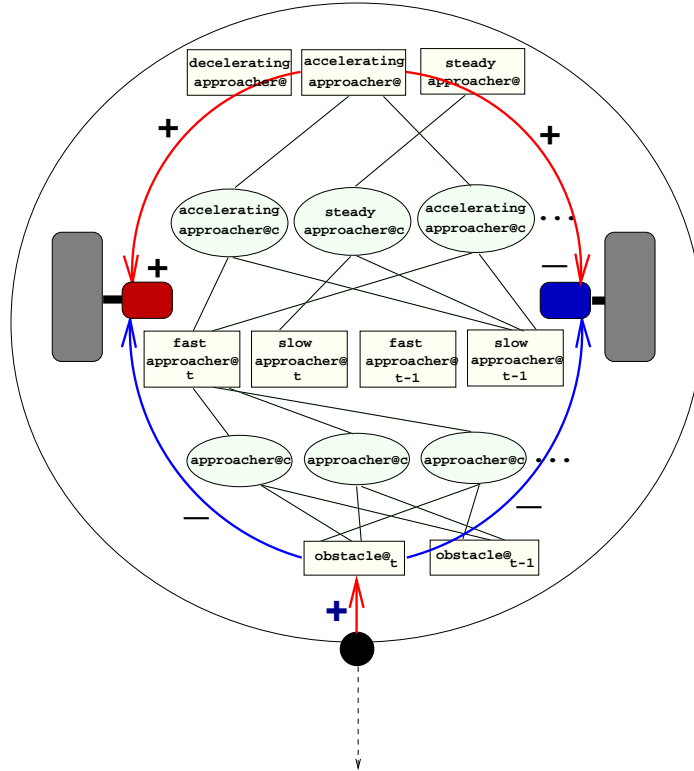 decelerating
approacher@
accelerating
approacher@
steady
approacher@
+
+
accelerating
approacher@c
steady
approacher@c
accelerating
approacher@c
...
+
—
fast
approacher@
t
slow
approacher@
t
fast
approacher@
t-1
slow
approacher@
t-1
approacher@c
approacher@c
approacher@c
...
—
—
obstacle@t
obstacle@t-1
+